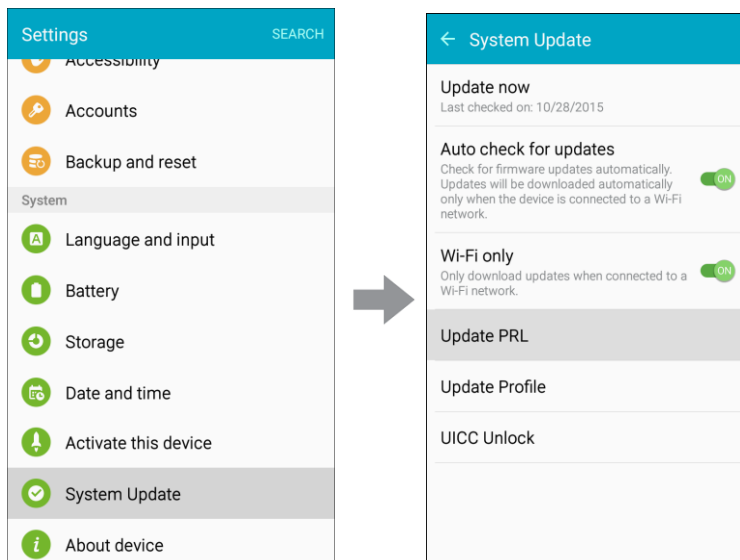 Settings
SEARCH
Accessibility
Accounts
Backup and reset
System
Language and input
Battery
Storage
Date and time
Activate this device
System Update
About device
System Update
Update now
Last checked on: 10/28/2015
Auto check for updates
Check for firmware updates automatically.
Updates will be downloaded automatically
only when the device is connected to a Wi-Fi
network.
ON
Wi-Fi only
Only download updates when connected to a
Wi-Fi network.
ON
Update PRL
Update Profile
UICC Unlock